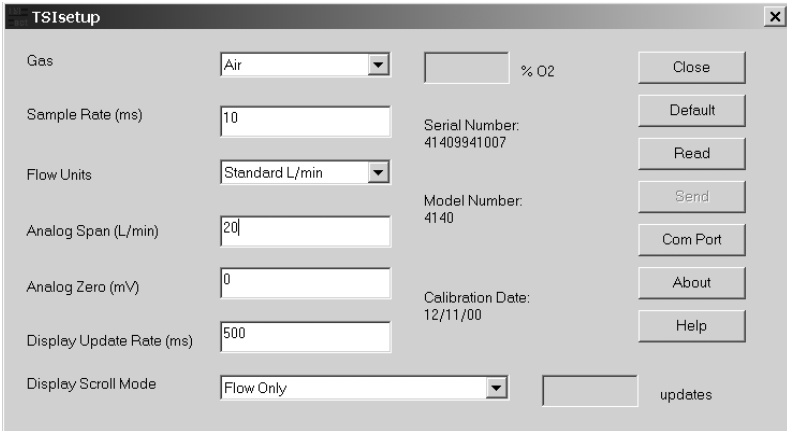 TSIsetup
Gas
Air
% O2
Close
Sample Rate (ms)
10
Serial Number:
41409941007
Default
Read
Flow Units
Standard L/min
Model Number:
4140
Send
Analog Span (L/min)
20
Com Port
Analog Zero (mV)
0
Calibration Date:
12/11/00
About
Display Update Rate (ms)
500
Help
Display Scroll Mode
Flow Only
updates